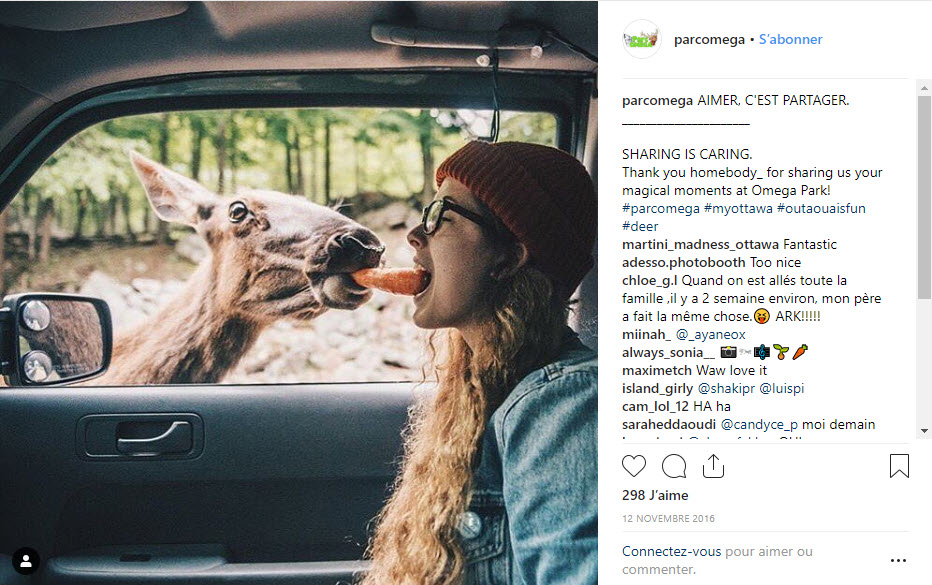 parcomega • S'abonner
parcomega AIMER, C'EST PARTAGER.
______________________
SHARING IS CARING.
Thank you homebody_ for sharing us your
magical moments at Omega Park!
#parcomega #myottawa #outaouaisfun
#deer
martini_madness_ottawa Fantastic
adesso.photobooth Too nice
chloe_g.l Quand on est allés toute la
famille ,il y a 2 semaine environ, mon père
a fait la même chose.😝 ARK!!!!!
miinah_ @_ayaneox
always_sonia__ 📷🔭📸🌱🥕
maximetch Waw love it
island_girly @shakipr @luispi
cam_lol_12 HA ha
saraheddaoudi @candyce_p moi demain
298 J'aime
12 NOVEMBRE 2016
Connectez-vous pour aimer ou
commenter.